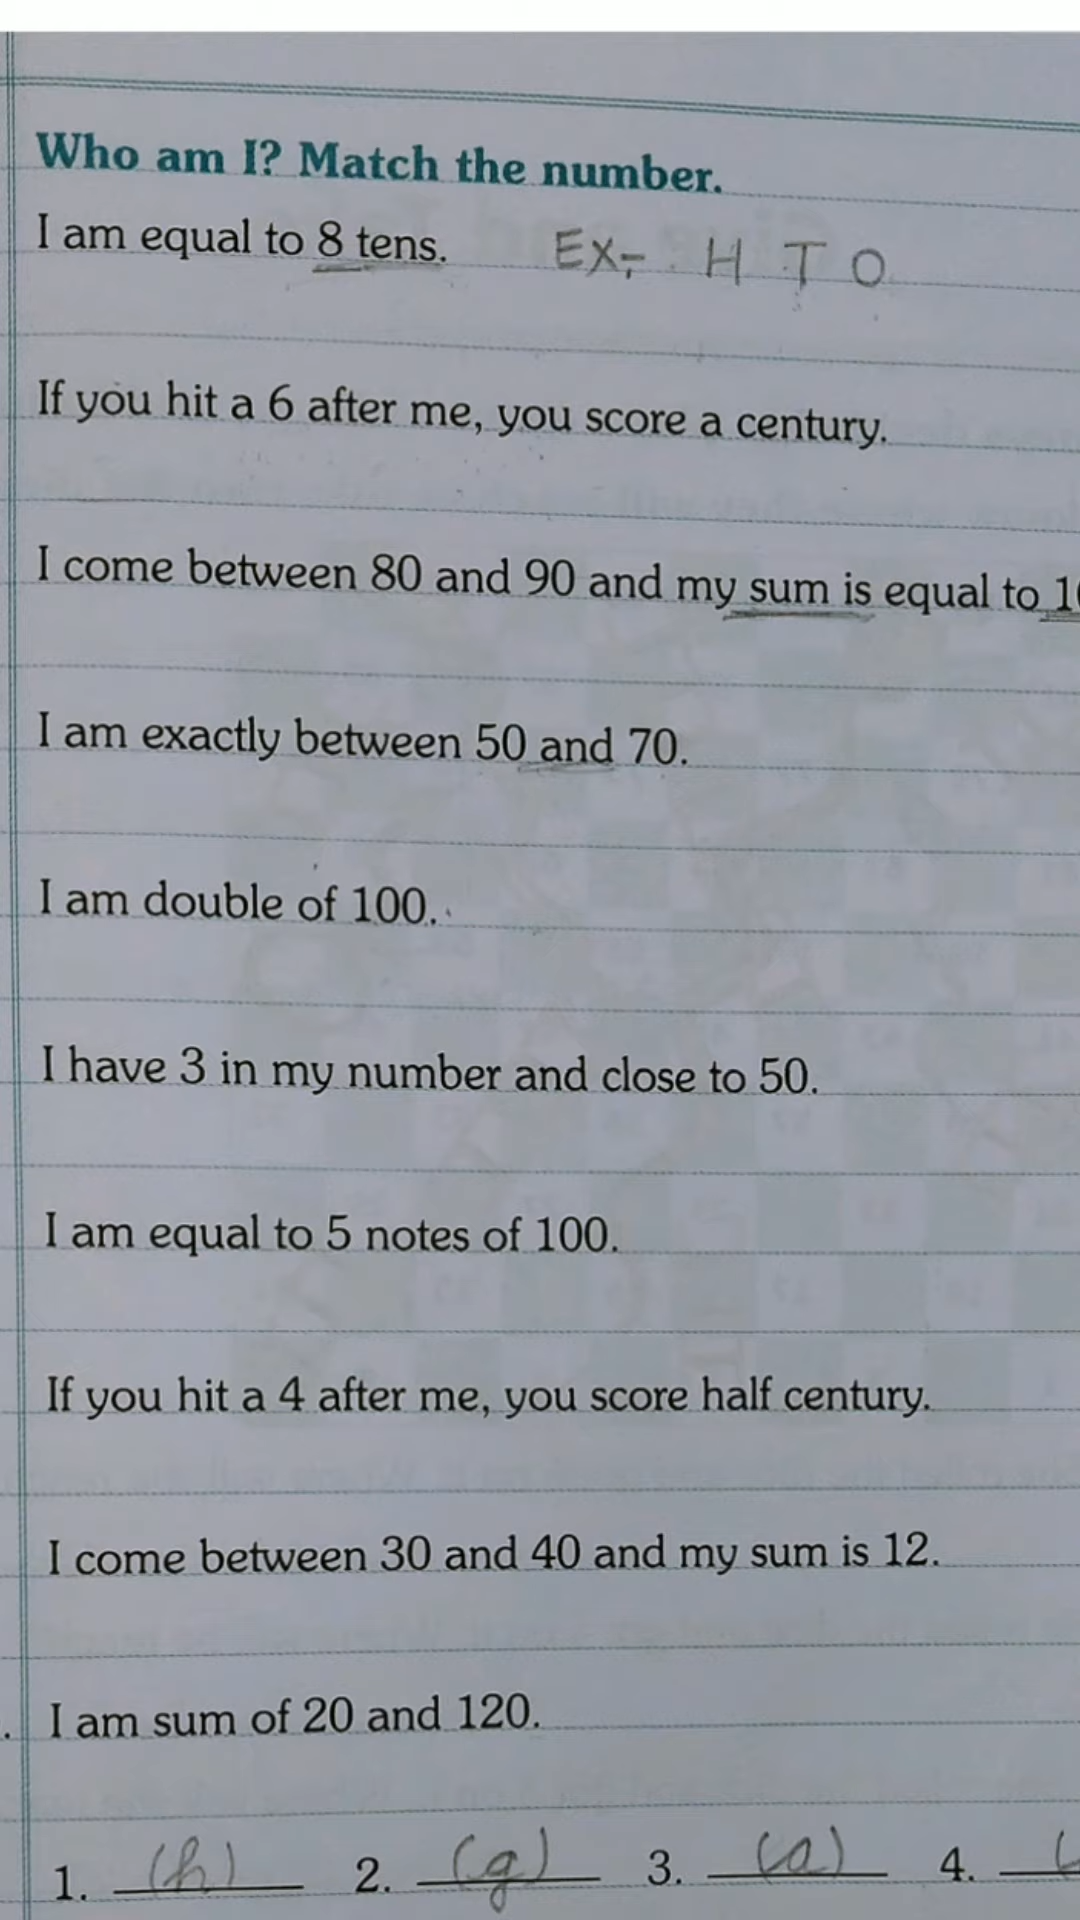 Who am I? Match the number.
I am equal to 8 tens. EX,- H T O
If you hit a 6 after me, you score a century.
I come between 80 and 90 and my sum is equal to
I am exactly between 50 and 70.
I am double of 100.
I have 3 in my number and close to 50.
I am equal to 5 notes of 100.
If you hit a 4 after me, you score half century.
I come between 30 and 40 and my sum is 12.
. I am sum of 20 and 120.
1. (h) 2. (g) 3. (a) 4.